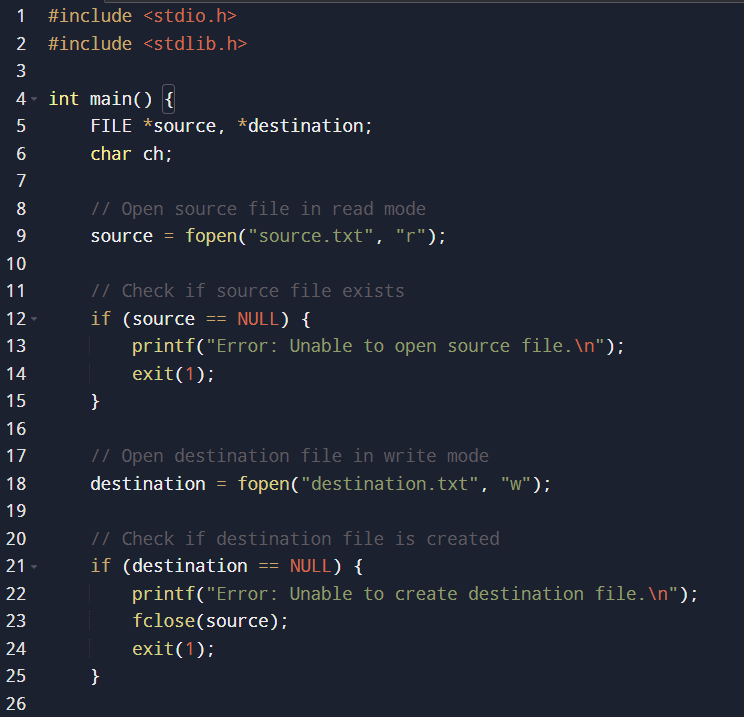 1 #include <stdio.h>
2 #include <stdlib.h>
3
4 int main() {
5     FILE *source, *destination;
6     char ch;
7
8     // Open source file in read mode
9     source = fopen("source.txt", "r");
10
11     // Check if source file exists
12     if (source == NULL) {
13         printf("Error: Unable to open source file.\n");
14         exit(1);
15     }
16
17     // Open destination file in write mode
18     destination = fopen("destination.txt", "w");
19
20     // Check if destination file is created
21     if (destination == NULL) {
22         printf("Error: Unable to create destination file.\n");
23         fclose(source);
24         exit(1);
25     }
26